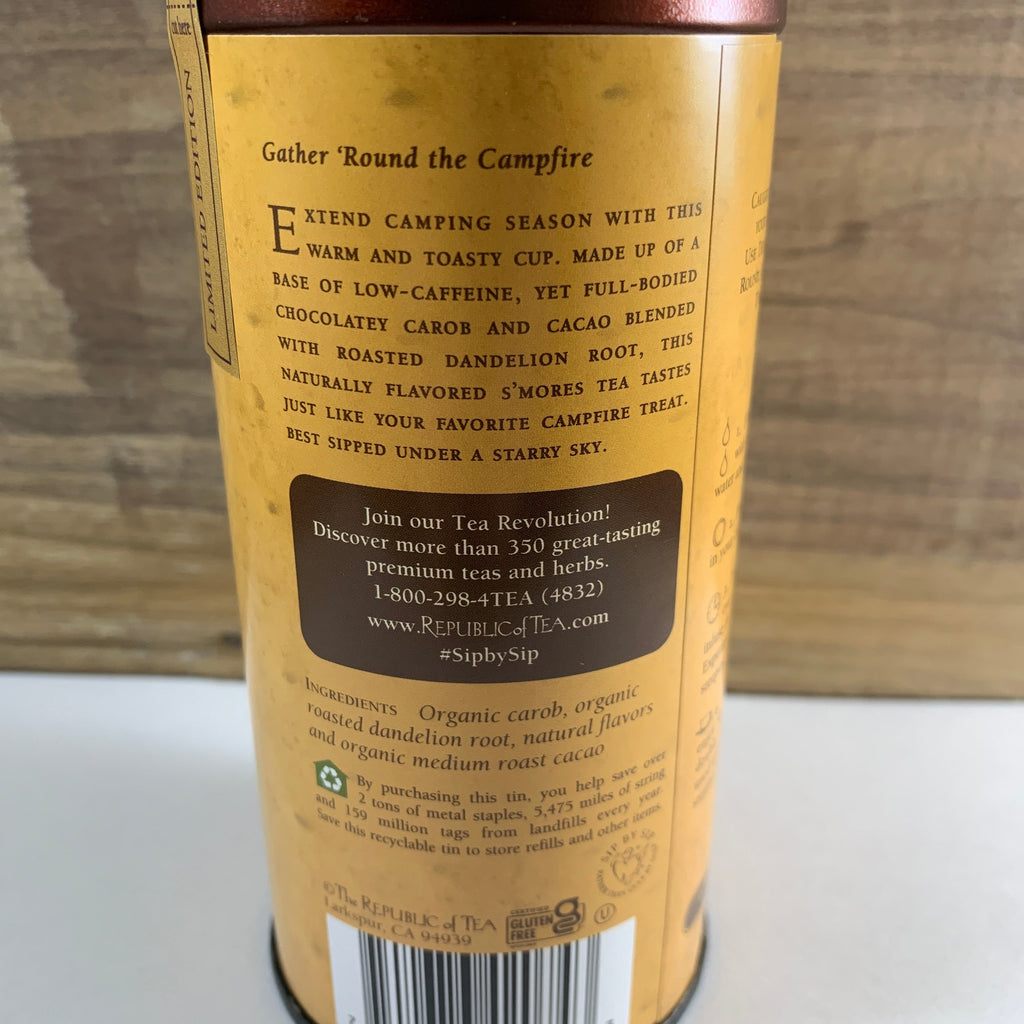 cut here
LIMITED EDITION
Gather ‘Round the Campfire
EXTEND CAMPING SEASON WITH THIS
WARM AND TOASTY CUP. MADE UP OF A
BASE OF LOW-CAFFEINE, YET FULL-BODIED
CHOCOLATEY CAROB AND CACAO BLENDED
WITH ROASTED DANDELION ROOT, THIS
NATURALLY FLAVORED S’MORES TEA TASTES
JUST LIKE YOUR FAVORITE CAMPFIRE TREAT.
BEST SIPPED UNDER A STARRY SKY.
Join our Tea Revolution!
Discover more than 350 great-tasting
premium teas and herbs.
1-800-298-4TEA (4832)
www.REPUBLICofTEA.com
#SipbySip
INGREDIENTS Organic carob, organic
roasted dandelion root, natural flavors
and organic medium roast cacao
By purchasing this tin, you help save over
2 tons of metal staples, 5,475 miles of string
and 159 million tags from landfills every year.
Save this recyclable tin to store refills and other items.
SIP BY SIP
©The REPUBLIC of TEA
Larkspur, CA 94939
CERTIFIED
GLUTEN
FREE
U